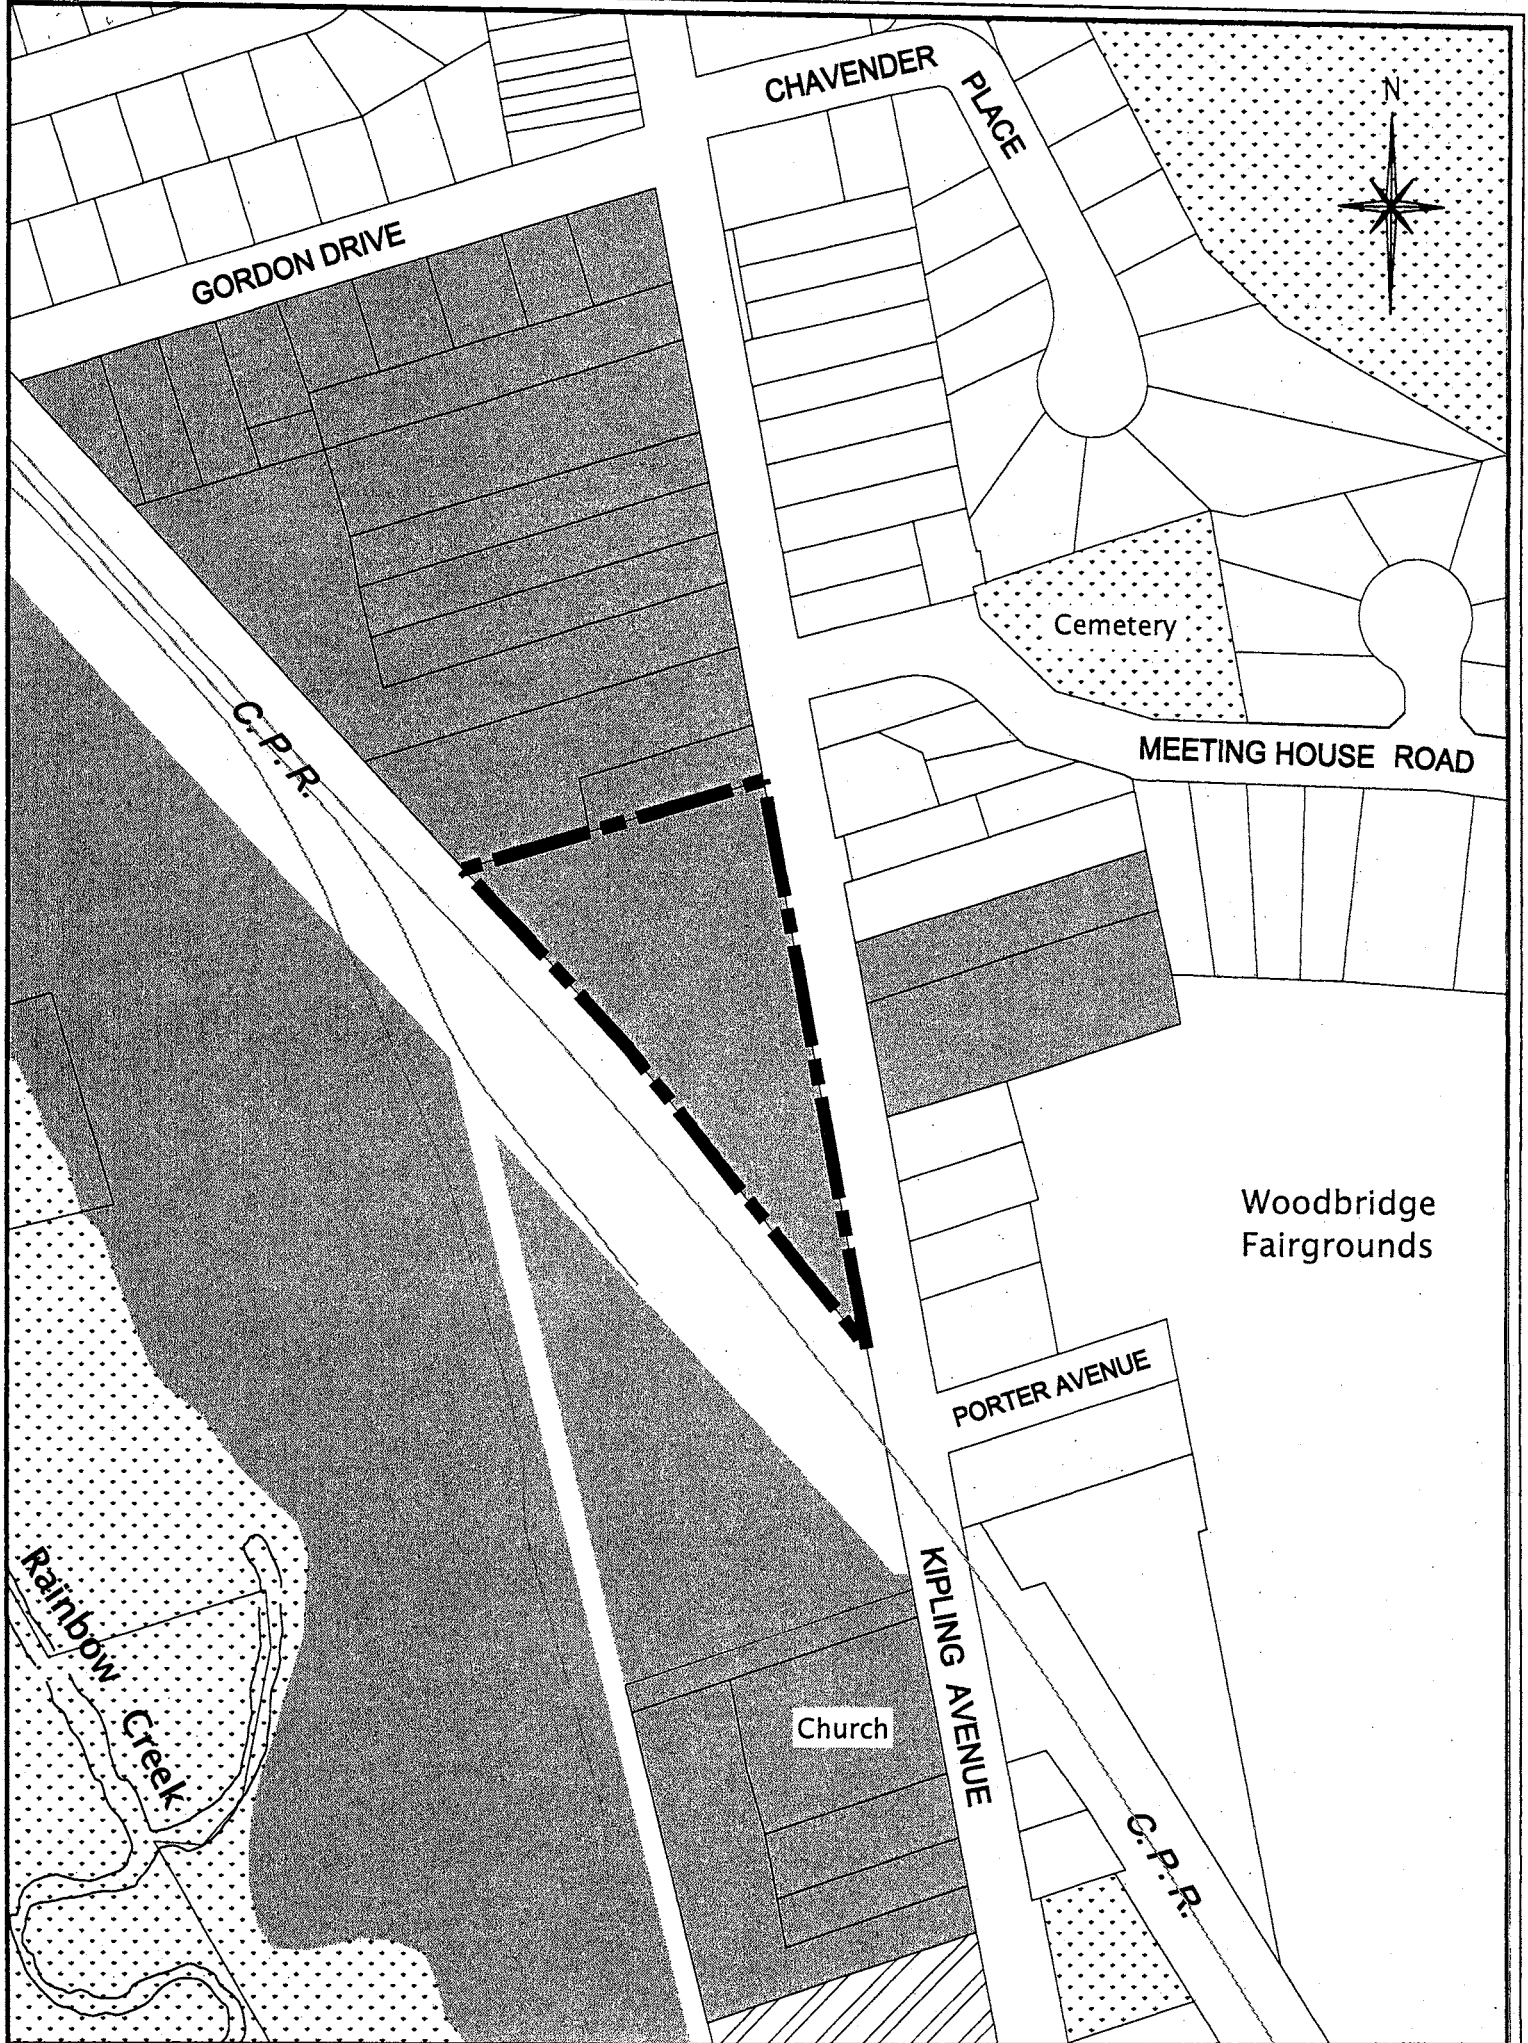 CHAVENDER PLACE
N
GORDON DRIVE
Cemetery
C. P. R.
MEETING HOUSE ROAD
Woodbridge
Fairgrounds
PORTER AVENUE
KIPLING AVENUE
Rainbow Creek
Church
C. P. R.